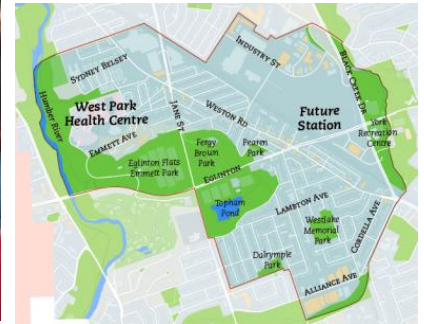 INDUSTRY ST
BLACK CREEK DR
SYDNEY BELSEY
Humber River
West Park
Health Centre
JANE ST
WESTON RD
Future
Station
York
Recreation
Centre
EMMETT AVE
Fergy
Brown
Park
Pearen
Park
Eglinton Flats
Emmett Park
EGLINTON
Topham
Pond
LAMBTON AVE
Westlake
Memorial
Park
CORDELLA AVE
Dalrymple
Park
ALLIANCE AVE